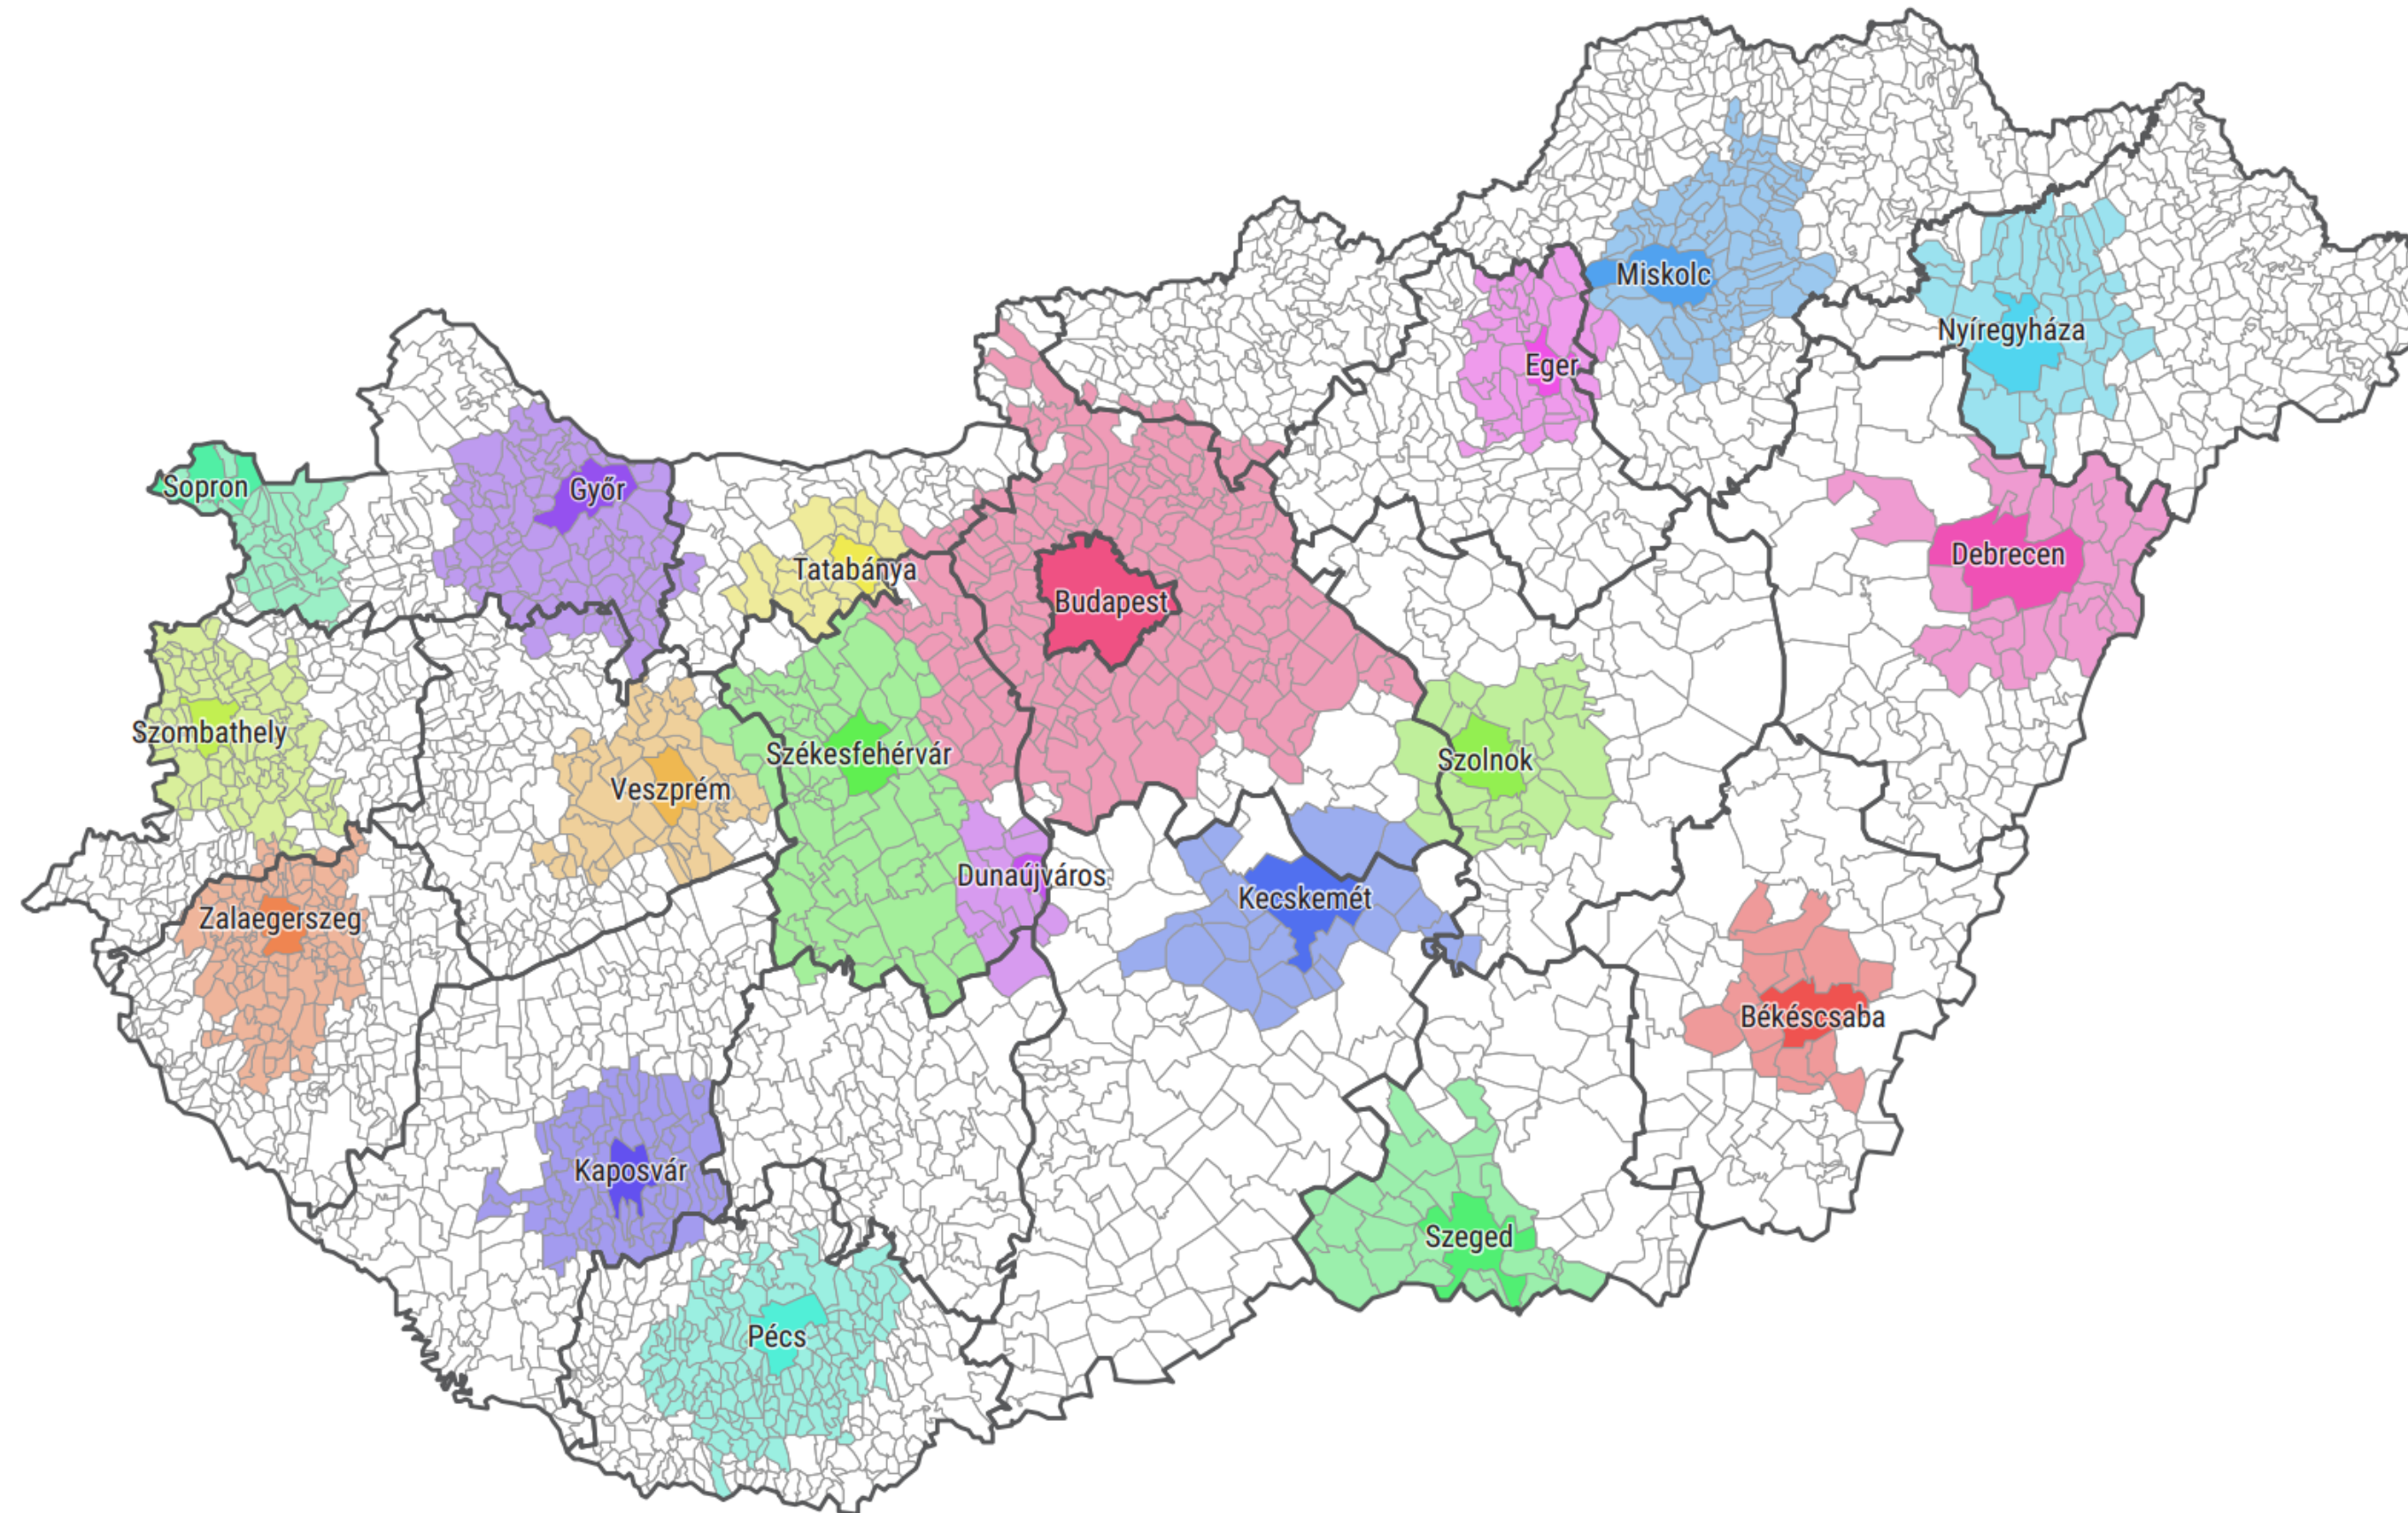 Miskolc
Nyíregyháza
Eger
Sopron
Győr
Debrecen
Tatabánya
Budapest
Szombathely
Székesfehérvár
Szolnok
Veszprém
Dunaújváros
Kecskemét
Zalaegerszeg
Békéscsaba
Kaposvár
Szeged
Pécs